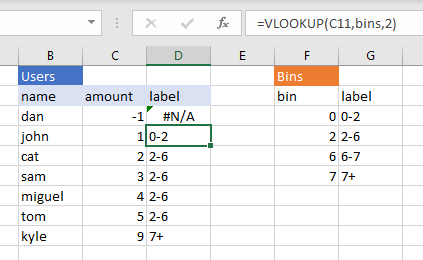 fx =VLOOKUP(C11,bins,2)
B C D E F G
Users Bins
name amount label bin label
dan -1 #N/A 0 0-2
john 1 0-2 2 2-6
cat 2 2-6 6 6-7
sam 3 2-6 7 7+
miguel 4 2-6
tom 5 2-6
kyle 9 7+